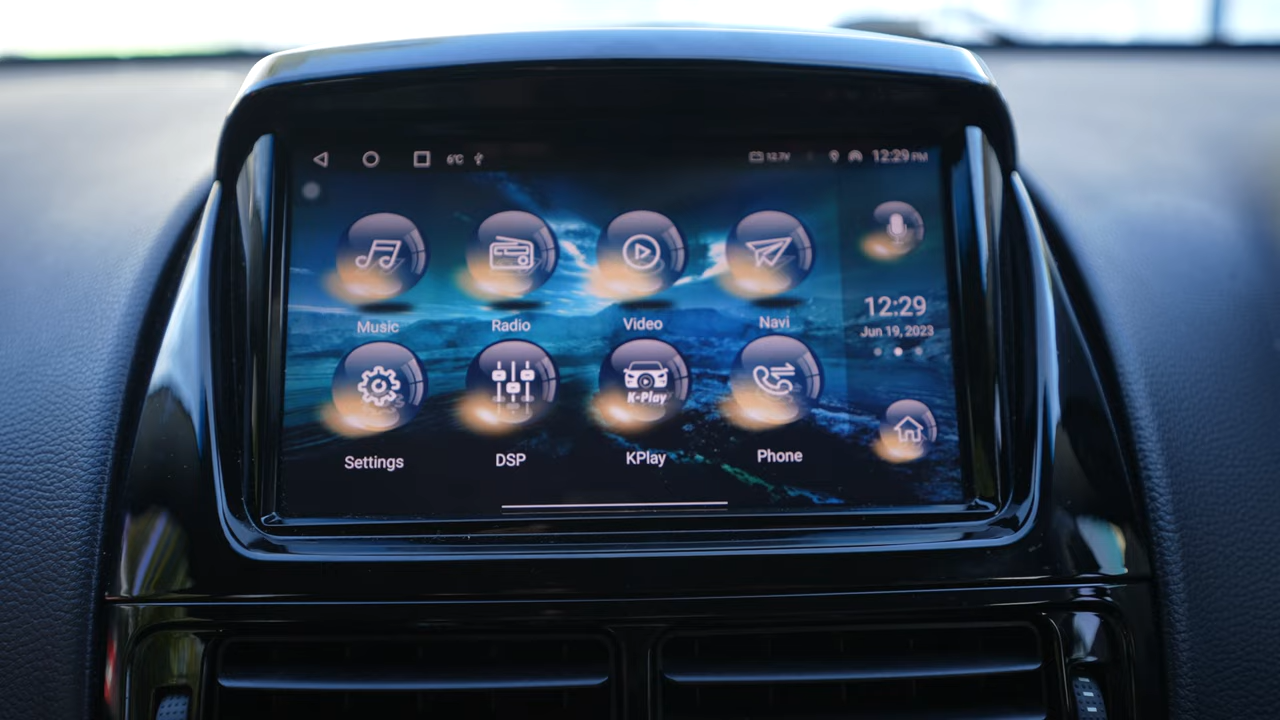 6°C 12.7V 12:29 PM
Music Radio Video Navi
12:29
Jun 19, 2023
K-Play
Settings DSP KPlay Phone